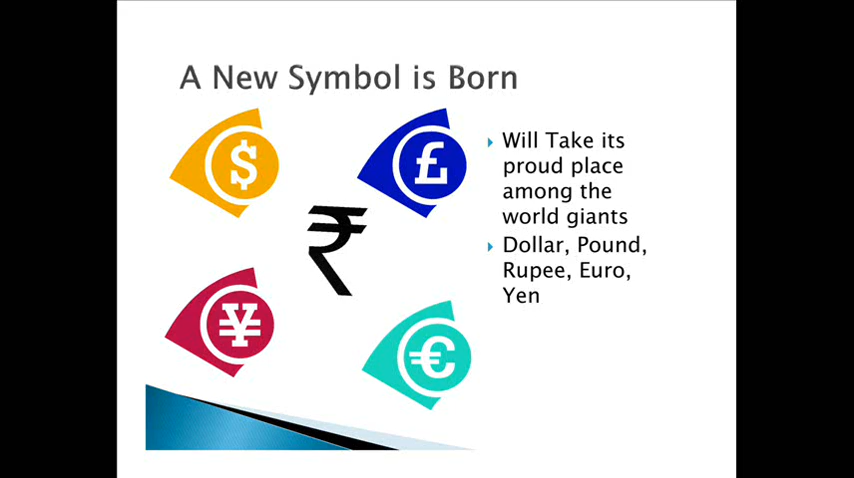 A New Symbol is Born
$
£
₹
¥
€
Will Take its
proud place
among the
world giants
Dollar, Pound,
Rupee, Euro,
Yen